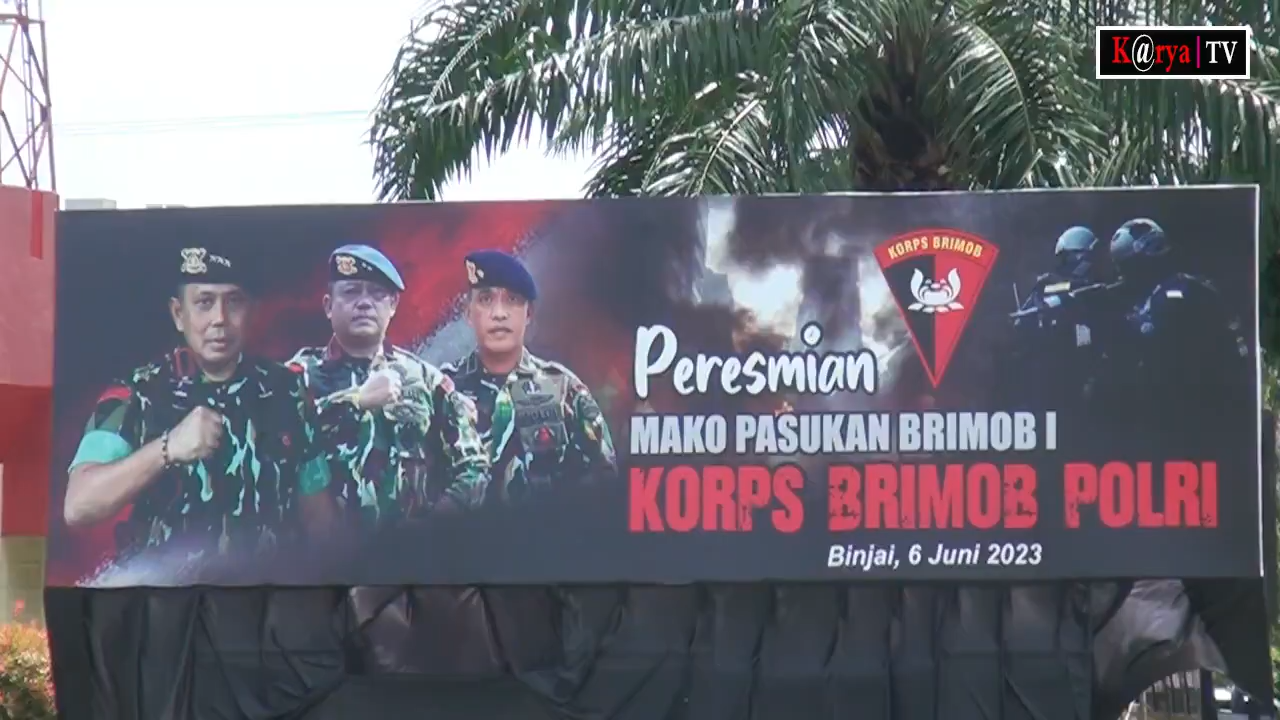 K@rya|TV
KORPS BRIMOB
Peresmian
MAKO PASUKAN BRIMOB I
KORPS BRIMOB POLRI
Binjai, 6 Juni 2023